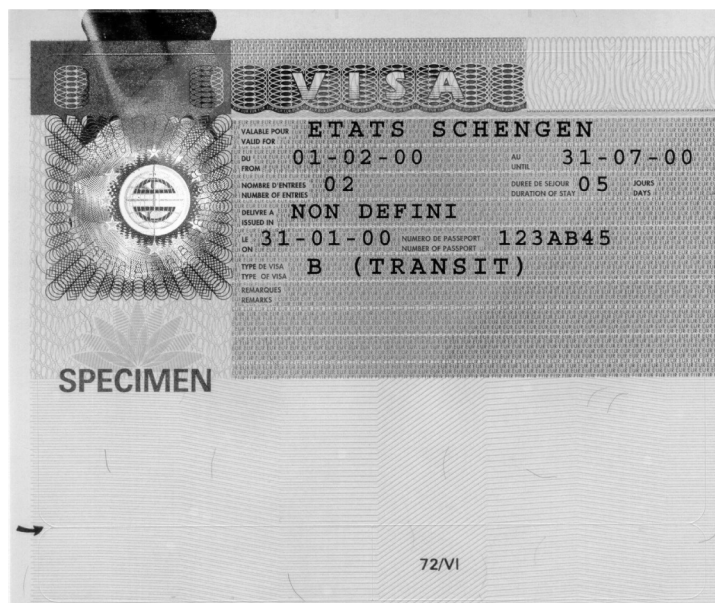 VISA
VALABLE POUR ETATS SCHENGEN
VALID FOR
DU 01-02-00 AU 31-07-00
FROM UNTIL
NOMBRE D'ENTREES 02 DUREE DE SEJOUR 05 JOURS
NUMBER OF ENTRIES DURATION OF STAY DAYS
DELIVRE A NON DEFINI
ISSUED IN
LE 31-01-00 NUMERO DE PASSEPORT 123AB45
ON NUMBER OF PASSPORT
TYPE DE VISA B (TRANSIT)
TYPE OF VISA
REMARQUES
REMARKS
SPECIMEN
72/VI